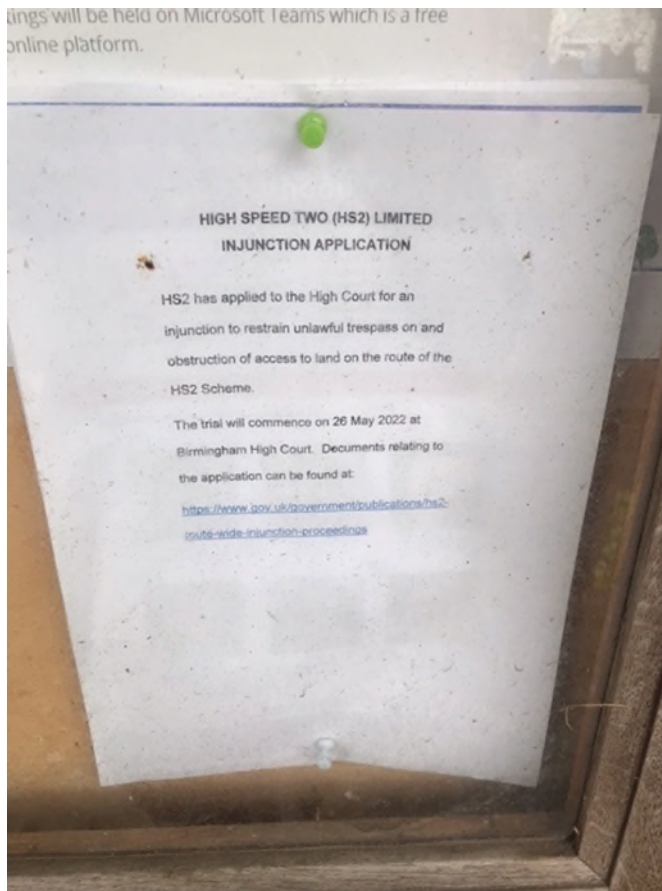 ings will be held on Microsoft Teams which is a free
online platform.
HIGH SPEED TWO (HS2) LIMITED
INJUNCTION APPLICATION
HS2 has applied to the High Court for an
injunction to restrain unlawful trespass on and
obstruction of access to land on the route of the
HS2 Scheme.
The trial will commence on 26 May 2022 at
Birmingham High Court. Documents relating to
the application can be found at:
https://www.gov.uk/government/publications/hs2-
route-wide-injunction-proceedings